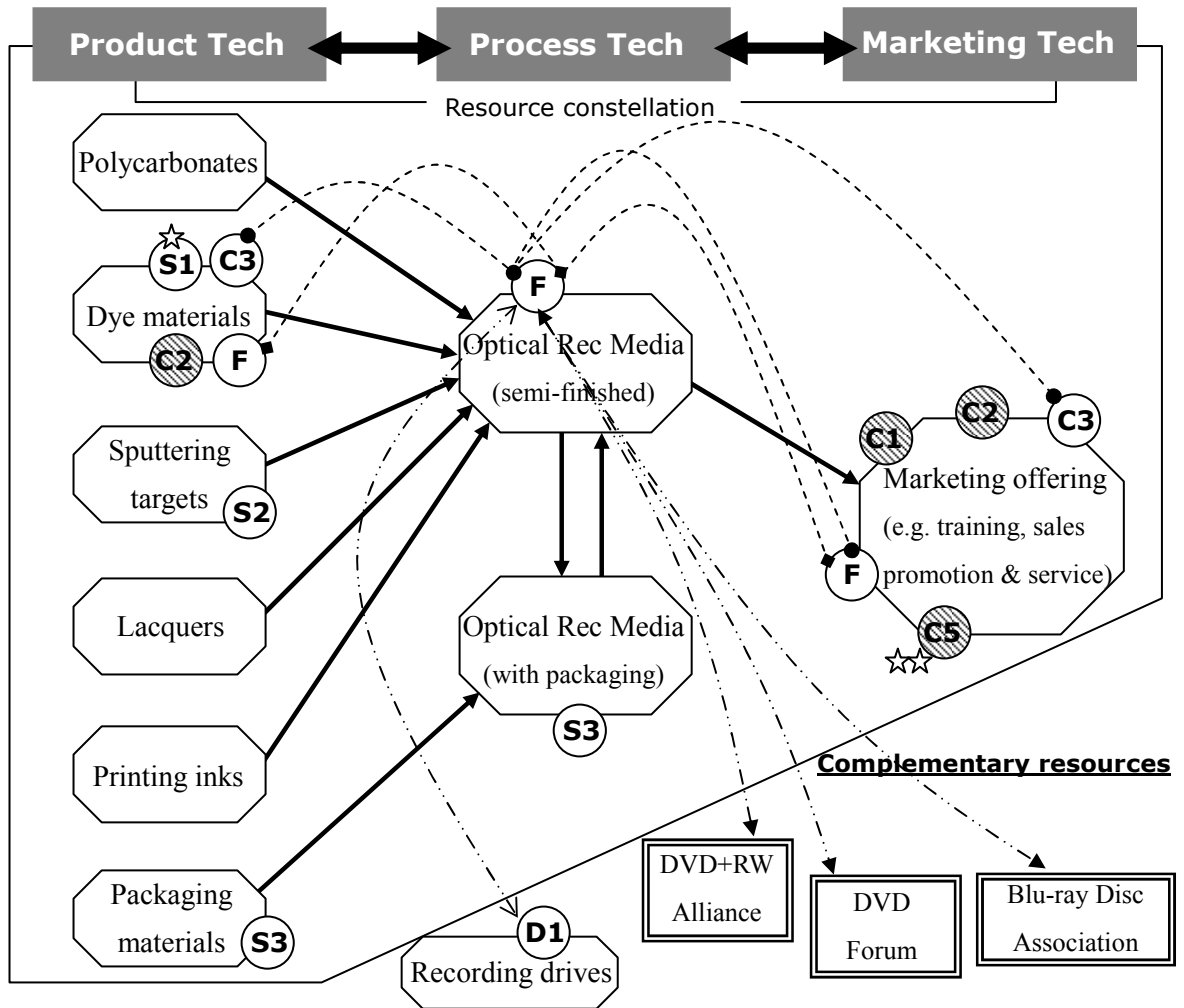 Product Tech
Process Tech
Marketing Tech
Resource constellation
Polycarbonates
S1
C3
Dye materials
C2
F
Sputtering
targets
S2
Lacquers
Printing inks
Packaging
materials
S3
F
Optical Rec Media
(semi-finished)
Optical Rec Media
(with packaging)
S3
C1
C2
C3
Marketing offering
(e.g. training, sales
promotion & service)
F
C5
Complementary resources
D1
Recording drives
DVD+RW
Alliance
DVD
Forum
Blu-ray Disc
Association